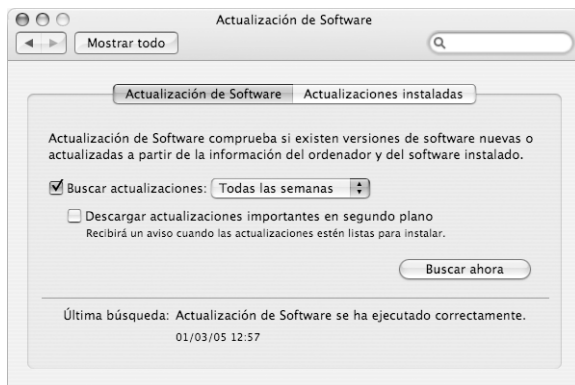 Actualización de Software
Mostrar todo
Actualización de Software Actualizaciones instaladas
Actualización de Software comprueba si existen versiones de software nuevas o
actualizadas a partir de la información del ordenador y del software instalado.
Buscar actualizaciones: Todas las semanas
Descargar actualizaciones importantes en segundo plano
Recibirá un aviso cuando las actualizaciones estén listas para instalar.
Buscar ahora
Última búsqueda: Actualización de Software se ha ejecutado correctamente.
01/03/05 12:57